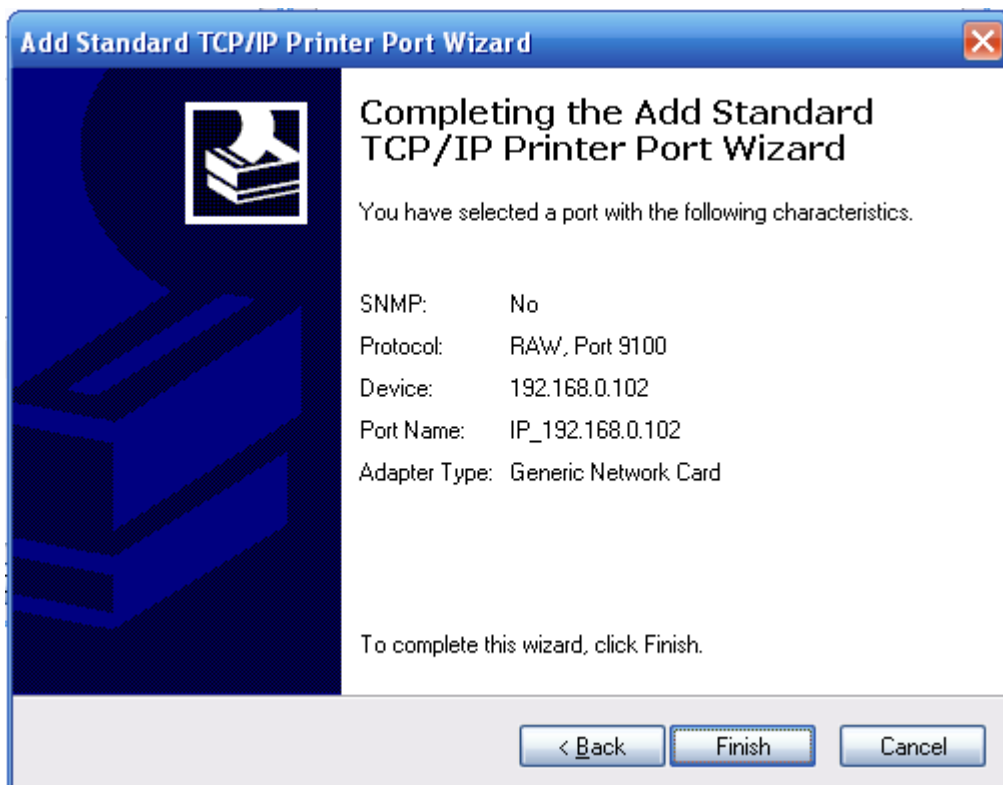 Add Standard TCP/IP Printer Port Wizard
Completing the Add Standard
TCP/IP Printer Port Wizard
You have selected a port with the following characteristics.
SNMP: No
Protocol: RAW, Port 9100
Device: 192.168.0.102
Port Name: IP_192.168.0.102
Adapter Type: Generic Network Card
To complete this wizard, click Finish.
< Back Finish Cancel